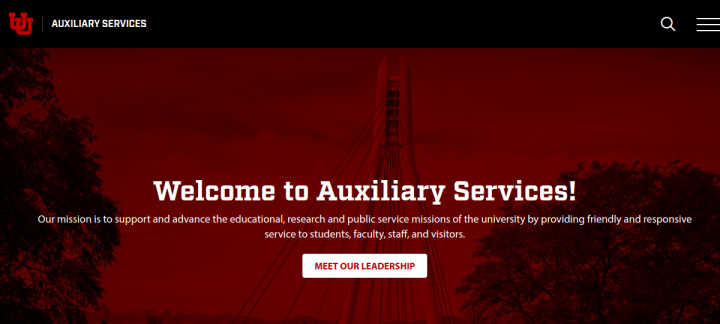 U
AUXILIARY SERVICES
Welcome to Auxiliary Services!
Our mission is to support and advance the educational, research and public service missions of the university by providing friendly and responsive
service to students, faculty, staff, and visitors.
MEET OUR LEADERSHIP